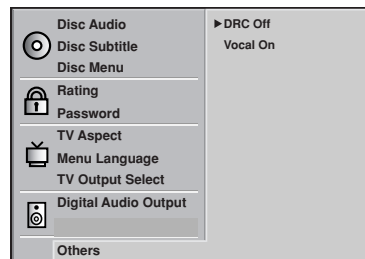 Disc Audio
Disc Subtitle
Disc Menu
Rating
Password
TV Aspect
Menu Language
TV Output Select
Digital Audio Output
Others
DRC Off
Vocal On